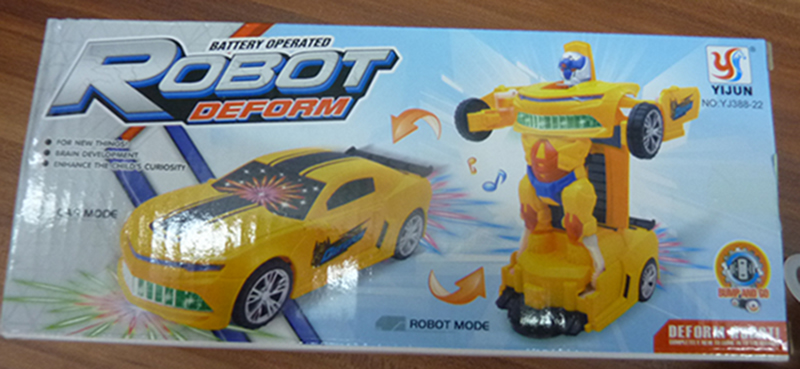 BATTERY OPERATED
ROBOT
DEFORM
FOR NEW THINGS!
BRAIN DEVELOPMENT
ENHANCE THE CHILD'S CURIOSITY
CAR MODE
ROBOT MODE
YIJUN
NO:YJ388-22
BUMP AND GO
DEFORM ROBOT!